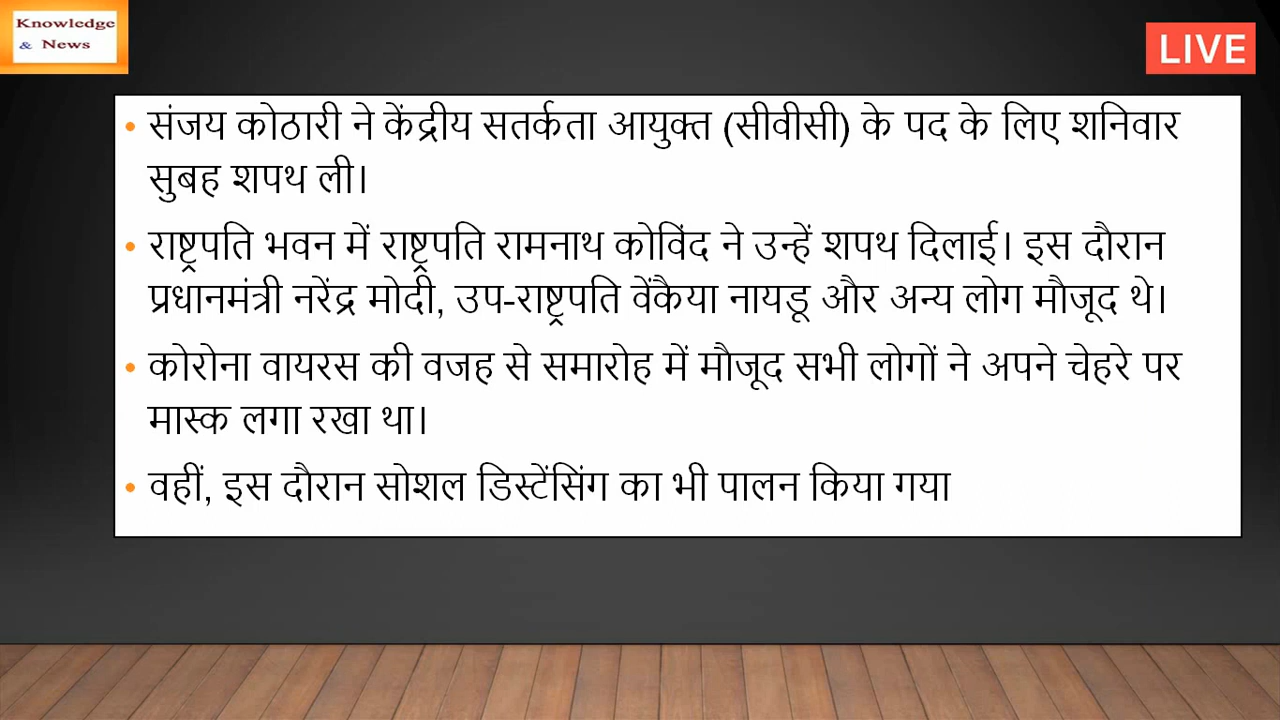 Knowledge
& News
LIVE
• संजय कोठारी ने केंद्रीय सतर्कता आयुक्त (सीवीसी) के पद के लिए शनिवार
सुबह शपथ ली।
• राष्ट्रपति भवन में राष्ट्रपति रामनाथ कोविंद ने उन्हें शपथ दिलाई। इस दौरान
प्रधानमंत्री नरेंद्र मोदी, उप-राष्ट्रपति वेंकैया नायडू और अन्य लोग मौजूद थे।
• कोरोना वायरस की वजह से समारोह में मौजूद सभी लोगों ने अपने चेहरे पर
मास्क लगा रखा था।
• वहीं, इस दौरान सोशल डिस्टेंसिंग का भी पालन किया गया